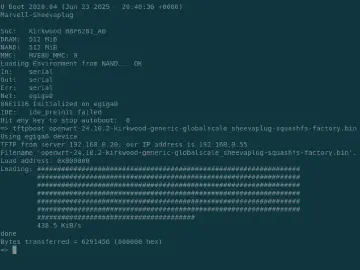 U-Boot 2020.04 (Jun 23 2025 - 20:40:36 +0000)
Marvell-Sheevaplug
SoC: Kirkwood 88F6281_A0
DRAM: 512 MiB
NAND: 512 MiB
MMC: MVEBU_MMC: 0
Loading Environment from NAND... OK
In: serial
Out: serial
Err: serial
Net: egiga0
88E1116 Initialized on egiga0
IDE: ide_preinit failed
Hit any key to stop autoboot: 0
=> tftpboot openwrt-24.10.2-kirkwood-generic-globalscale_sheevaplug-squashfs-factory.bin
Using egiga0 device
TFTP from server 192.168.0.20; our IP address is 192.168.0.55
Filename 'openwrt-24.10.2-kirkwood-generic-globalscale_sheevaplug-squashfs-factory.bin'.
Load address: 0x800000
Loading: #################################################################
#################################################################
#################################################################
#################################################################
#################################################################
#################################################################
#######################################
438.5 KiB/s
done
Bytes transferred = 6291456 (600000 hex)
=>